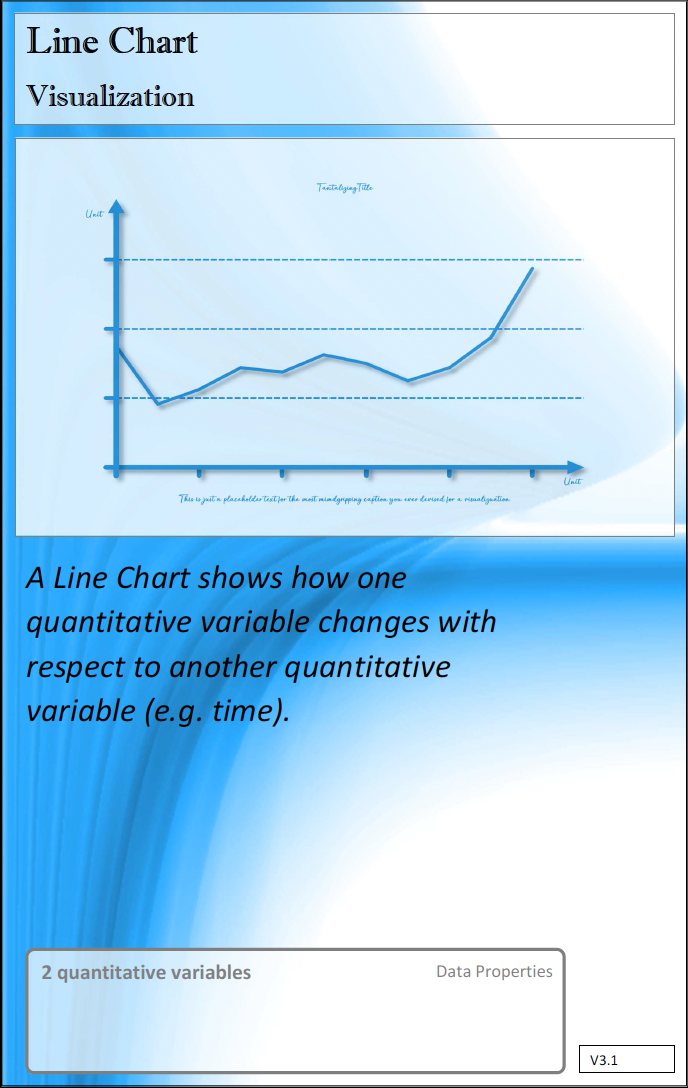 Line Chart
Visualization
Tantalizing Title
Unit
Unit
This is just a placeholder text for the most mindgripping caption you ever devised for a visualization.
A Line Chart shows how one
quantitative variable changes with
respect to another quantitative
variable (e.g. time).
2 quantitative variables
Data Properties
V3.1